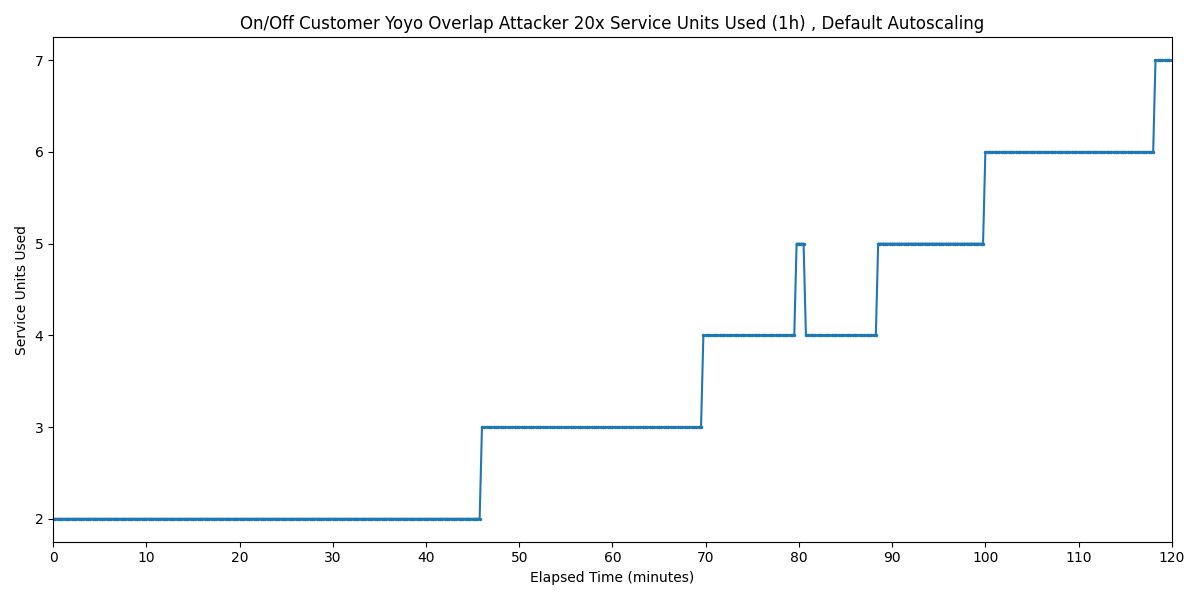 On/Off Customer Yoyo Overlap Attacker 20x Service Units Used (1h) , Default Autoscaling
7
6
5
4
3
2
Service Units Used
0 10 20 30 40 50 60 70 80 90 100 110 120
Elapsed Time (minutes)